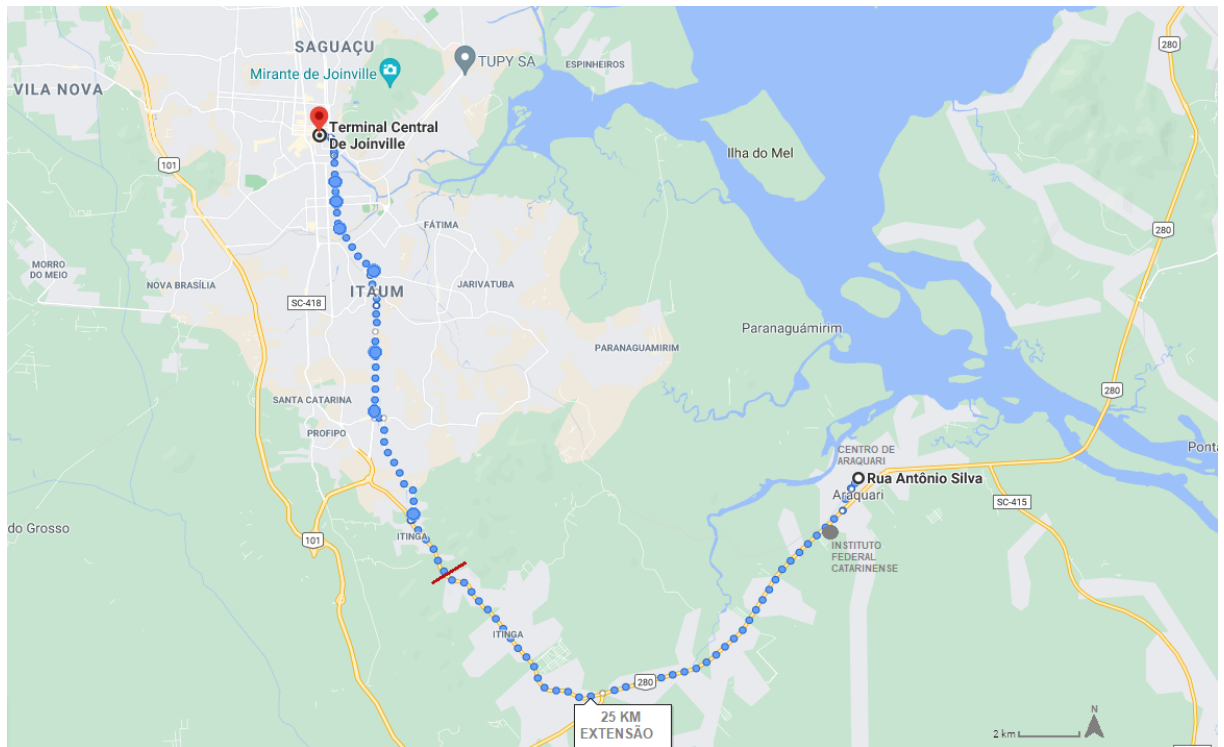 SAGUAÇU
TUPY SA
ESPINHEIROS
280
Mirante de Joinville
VILA NOVA
Terminal Central
De Joinville
101
Ilha do Mel
FÁTIMA
280
MORRO
DO MEIO
NOVA BRASÍLIA
ITAUM
JARIVATUBA
SC-418
Paranaguámirim
PARANAGUAMIRIM
280
SANTA CATARINA
PROFIPO
CENTRO DE
ARAQUARI
Ponta
Rua Antônio Silva
Araquari
SC-415
do Grosso
101
ITINGA
INSTITUTO
FEDERAL
CATARINENSE
ITINGA
280
25 KM
EXTENSÃO
N
2 km